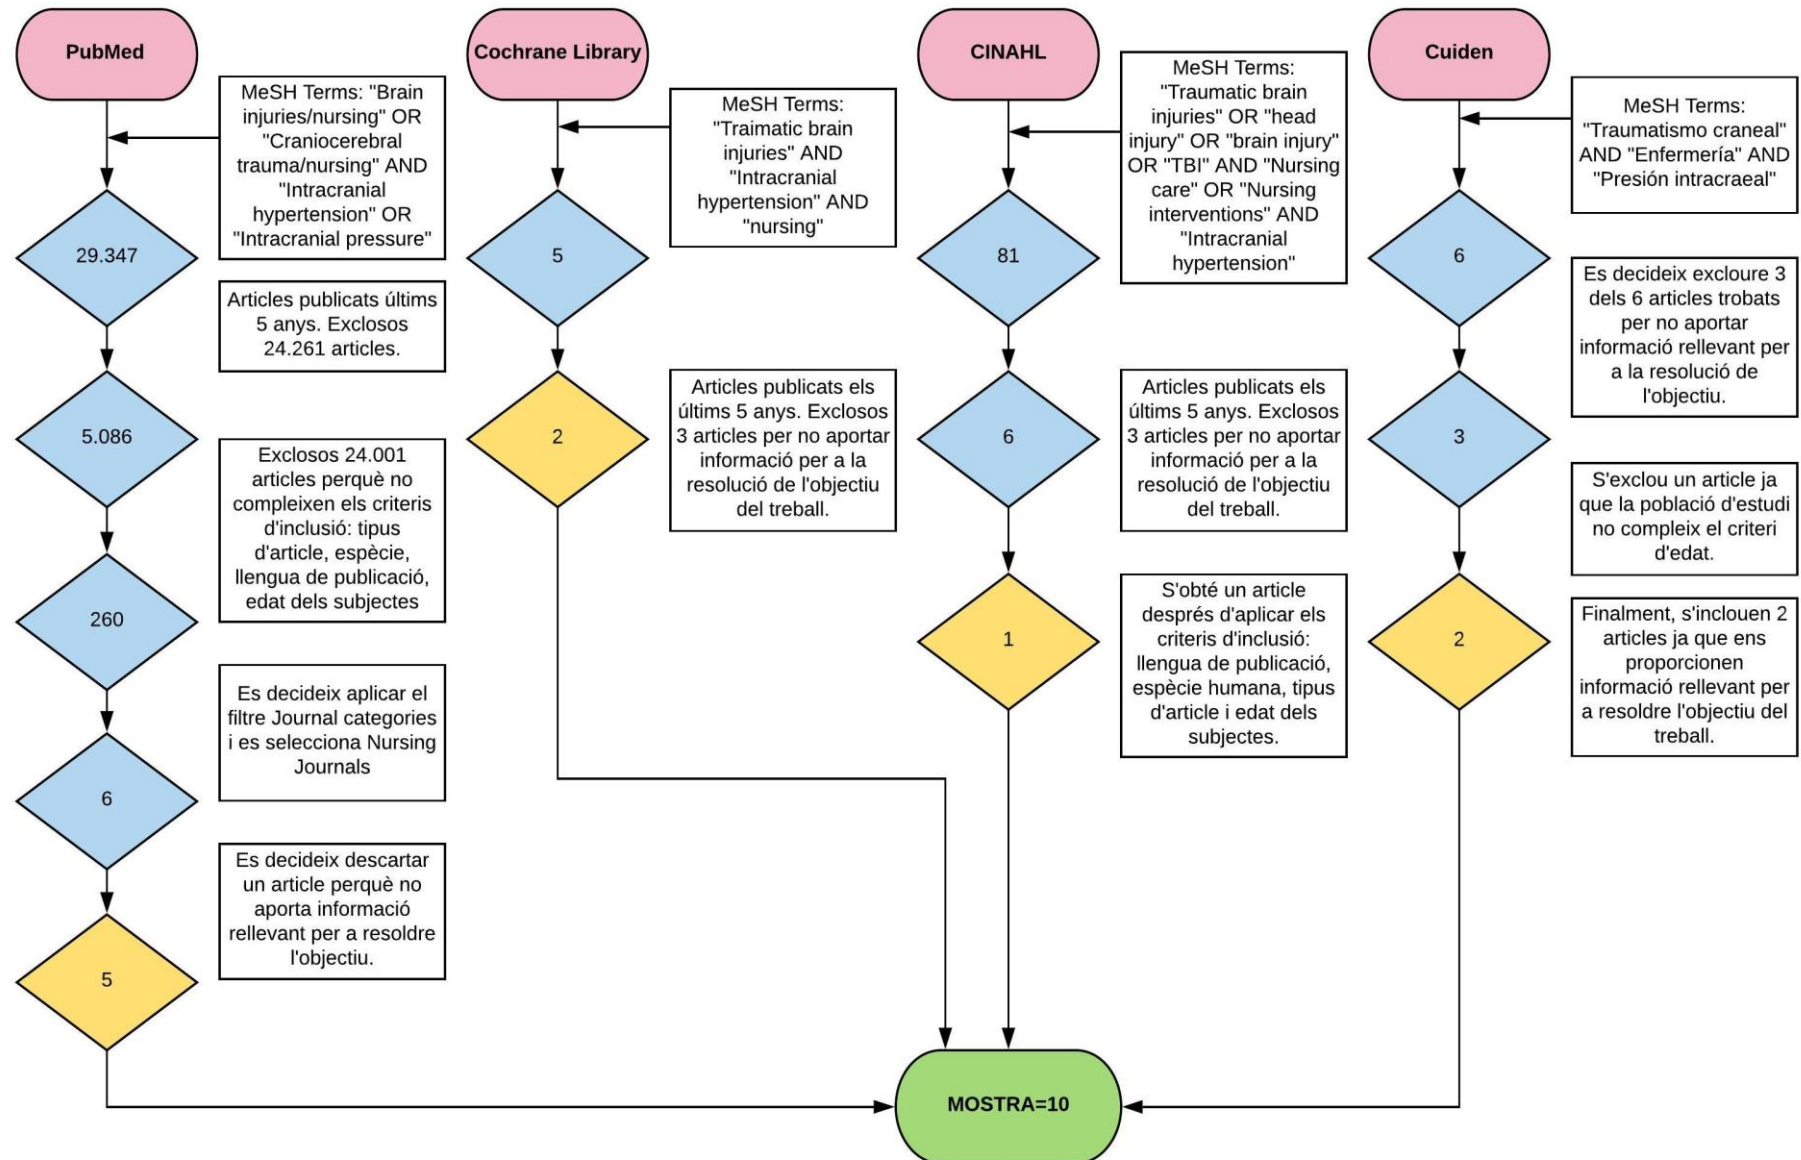 PubMed
MeSH Terms: "Brain
injuries/nursing" OR
"Craniocerebral
trauma/nursing" AND
"Intracranial
hypertension" OR
"Intracranial pressure"
29.347
Articles publicats últims
5 anys. Exclosos
24.261 articles.
5.086
Exclosos 24.001
articles perquè no
compleixen els criteris
d'inclusió: tipus
d'article, espècie,
llengua de publicació,
edat dels subjectes
260
Es decideix aplicar el
filtre Journal categories
i es selecciona Nursing
Journals
6
Es decideix descartar
un article perquè no
aporta informació
rellevant per a resoldre
l'objectiu.
5
Cochrane Library
MeSH Terms:
"Traimatic brain
injuries" AND
"Intracranial
hypertension" AND
"nursing"
5
Articles publicats els
últims 5 anys. Exclosos
3 articles per no aportar
informació per a la
resolució de l'objectiu
del treball.
2
CINAHL
MeSH Terms:
"Traumatic brain
injuries" OR "head
injury" OR "brain injury"
OR "TBI" AND "Nursing
care" OR "Nursing
interventions" AND
"Intracranial
hypertension"
81
Articles publicats els
últims 5 anys. Exclosos
3 articles per no aportar
informació per a la
resolució de l'objectiu
del treball.
6
S'obté un article
després d'aplicar els
criteris d'inclusió:
llengua de publicació,
espècie humana, tipus
d'article i edat dels
subjectes.
1
Cuiden
MeSH Terms:
"Traumatismo craneal"
AND "Enfermería" AND
"Presión intracraeal"
6
Es decideix excloure 3
dels 6 articles trobats
per no aportar
informació rellevant per
a la resolució de
l'objectiu.
3
S'exclou un article ja
que la població d'estudi
no compleix el criteri
d'edat.
2
Finalment, s'inclouen 2
articles ja que ens
proporcionen
informació rellevant per
a resoldre l'objectiu del
treball.
MOSTRA=10